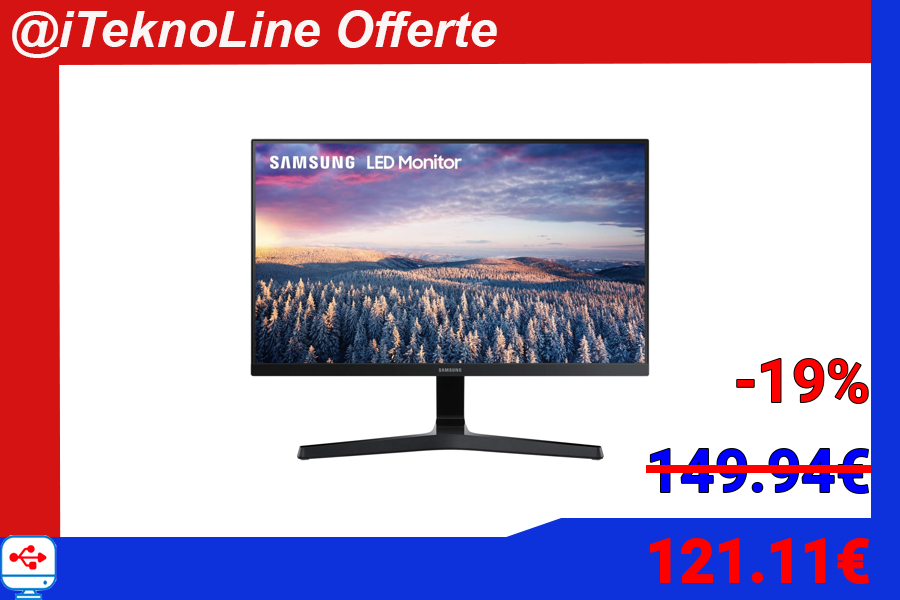 @iTeknoLine Offerte
SAMSUNG LED Monitor
SAMSUNG
-19%
149.94€
121.11€